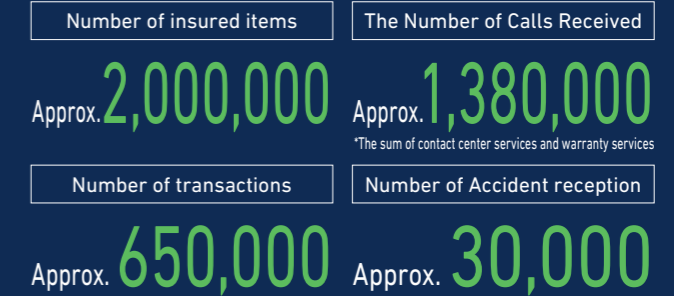 Number of insured items
Approx. 2,000,000
The Number of Calls Received
Approx. 1,380,000
*The sum of contact center services and warranty services
Number of transactions
Approx. 650,000
Number of Accident reception
Approx. 30,000